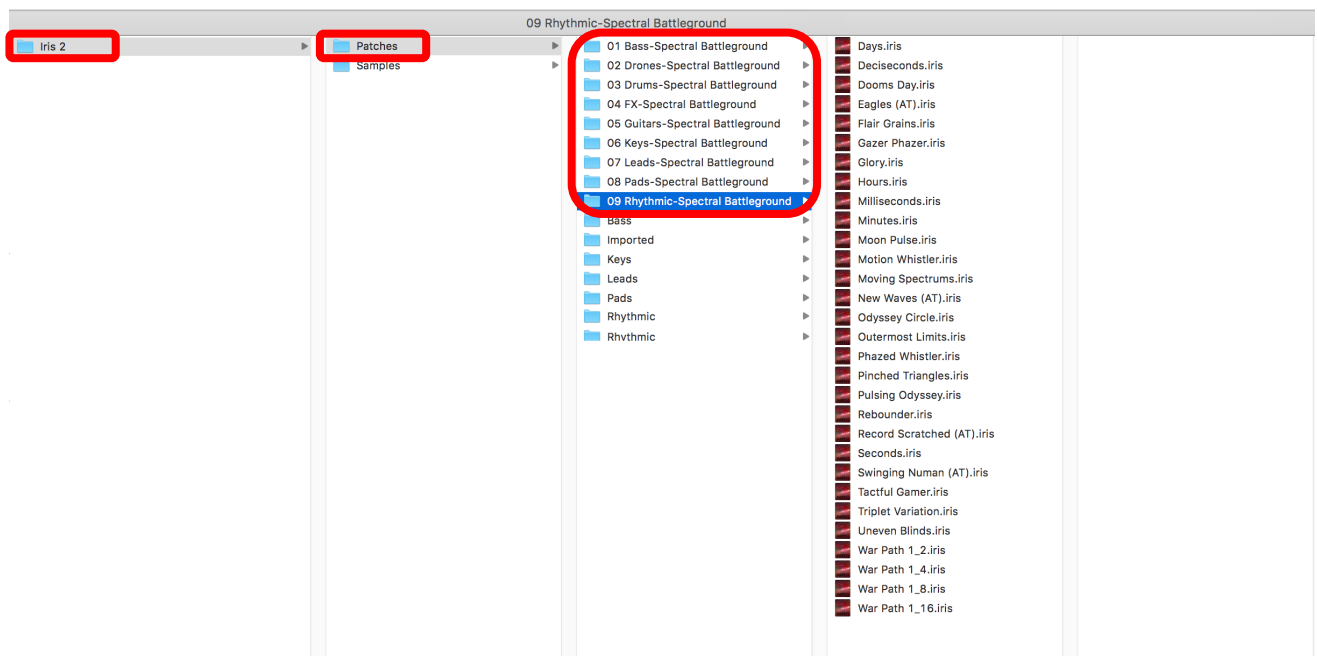 09 Rhythmic-Spectral Battleground
Iris 2
Patches
Samples
01 Bass-Spectral Battleground
02 Drones-Spectral Battleground
03 Drums-Spectral Battleground
04 FX-Spectral Battleground
05 Guitars-Spectral Battleground
06 Keys-Spectral Battleground
07 Leads-Spectral Battleground
08 Pads-Spectral Battleground
09 Rhythmic-Spectral Battleground
Bass
Imported
Keys
Leads
Pads
Rhythmic
Rhythmic
Days.iris
Deciseconds.iris
Dooms Day.iris
Eagles (AT).iris
Flair Grains.iris
Gazer Phazer.iris
Glory.iris
Hours.iris
Milliseconds.iris
Minutes.iris
Moon Pulse.iris
Motion Whistler.iris
Moving Spectrums.iris
New Waves (AT).iris
Odyssey Circle.iris
Outermost Limits.iris
Phazed Whistler.iris
Pinched Triangles.iris
Pulsing Odyssey.iris
Rebounder.iris
Record Scratched (AT).iris
Seconds.iris
Swinging Numan (AT).iris
Tactful Gamer.iris
Triplet Variation.iris
Uneven Blinds.iris
War Path 1_2.iris
War Path 1_4.iris
War Path 1_8.iris
War Path 1_16.iris